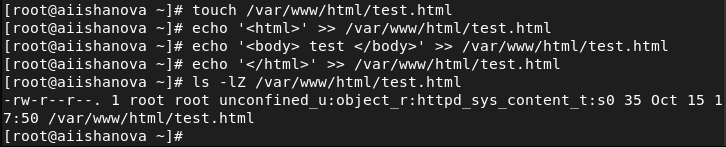 [root@aiishanova ~]# touch /var/www/html/test.html
[root@aiishanova ~]# echo '<html>' >> /var/www/html/test.html
[root@aiishanova ~]# echo '<body> test </body>' >> /var/www/html/test.html
[root@aiishanova ~]# echo '</html>' >> /var/www/html/test.html
[root@aiishanova ~]# ls -lZ /var/www/html/test.html
-rw-r--r--. 1 root root unconfined_u:object_r:httpd_sys_content_t:s0 35 Oct 15 1
7:50 /var/www/html/test.html
[root@aiishanova ~]#